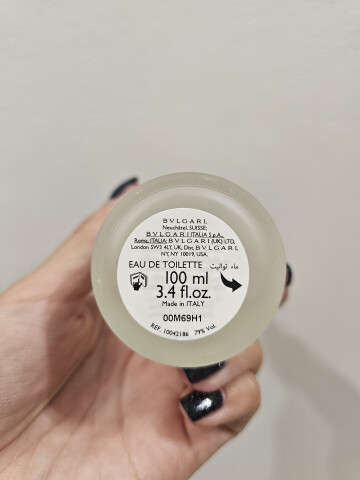 BVLGARI,
Neuchâtel, SUISSE;
BVLGARI ITALIA S.p.A.,
Rome, ITALIA; BVLGARI (UK) LTD,
London SW3 4LY, UK, Dist. BVLGARI,
NY, NY 10019, USA.
EAU DE TOILETTE ماء تواليت
100 ml
3.4 fl.oz.
Made in ITALY
00M69H1
REF. 10042186 79% Vol.